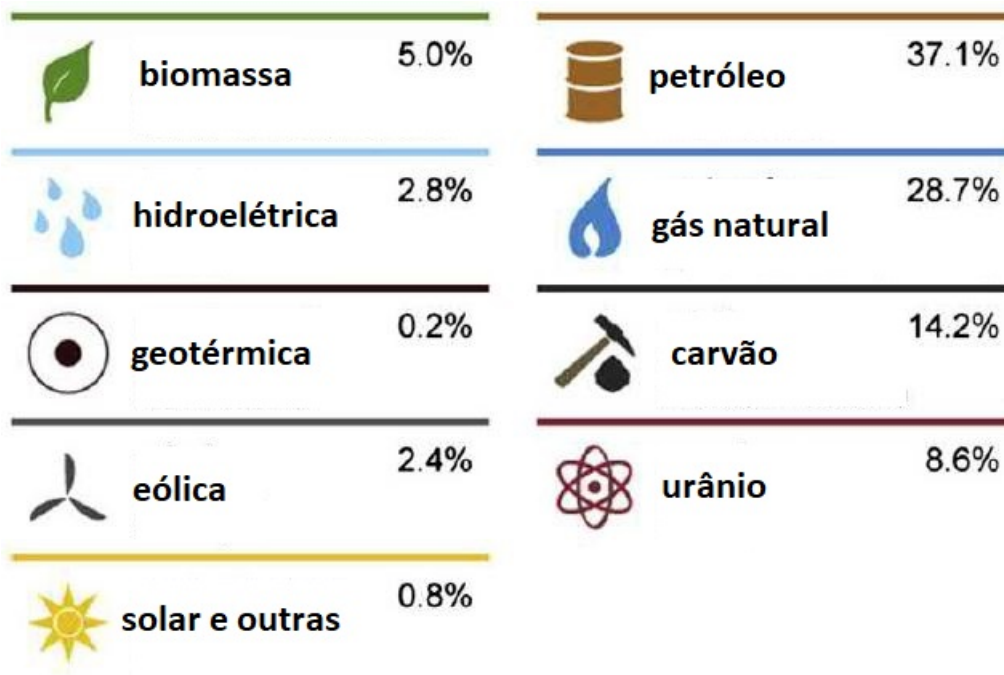 biomassa 5.0%
hidroelétrica 2.8%
geotérmica 0.2%
eólica 2.4%
solar e outras 0.8%
petróleo 37.1%
gás natural 28.7%
carvão 14.2%
urânio 8.6%